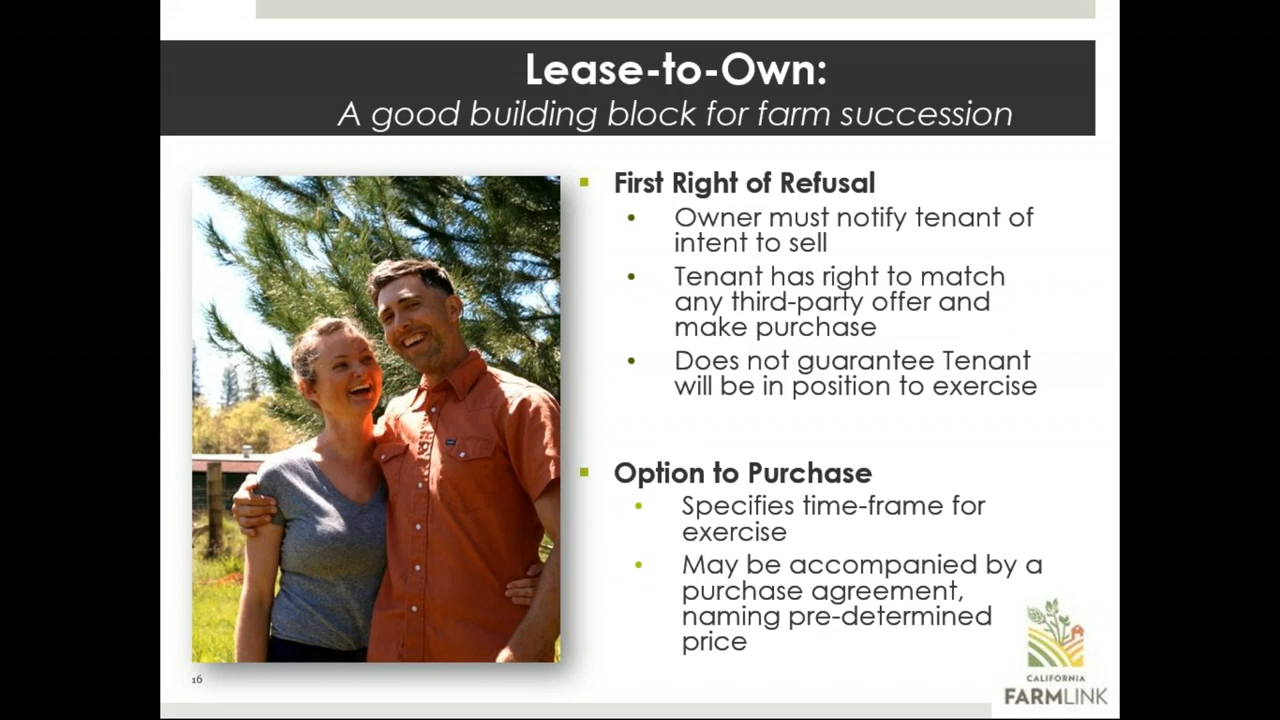 Lease-to-Own:
A good building block for farm succession
First Right of Refusal
Owner must notify tenant of
intent to sell
Tenant has right to match
any third-party offer and
make purchase
Does not guarantee Tenant
will be in position to exercise
Option to Purchase
Specifies time-frame for
exercise
May be accompanied by a
purchase agreement,
naming pre-determined
price
16
CALIFORNIA
FARMLINK